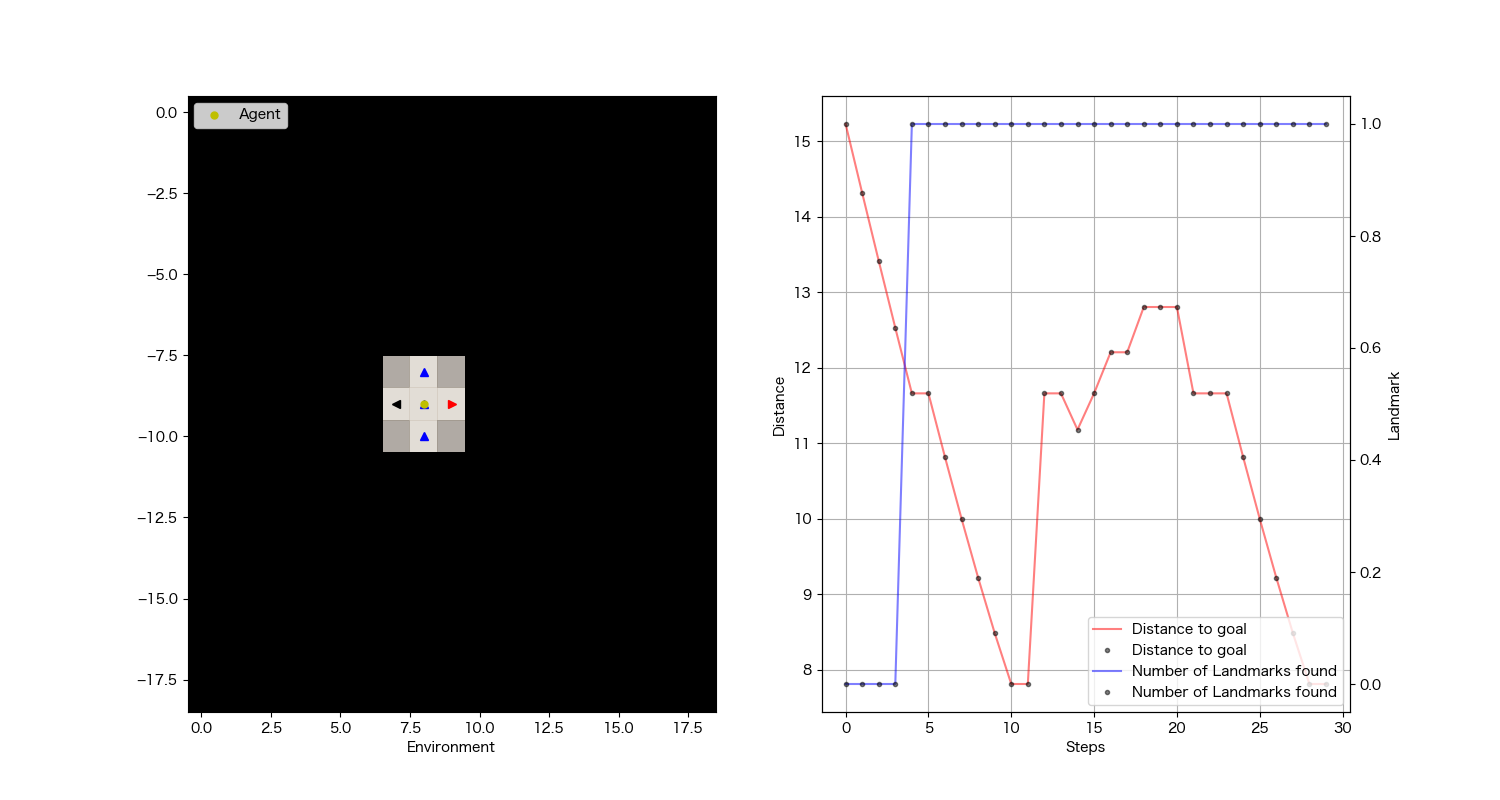 Agent
0.0
−2.5
−5.0
−7.5
−10.0
−12.5
−15.0
−17.5
0.0 2.5 5.0 7.5 10.0 12.5 15.0 17.5
Environment
15
14
13
12
11
10
9
8
Distance
0 5 10 15 20 25 30
Steps
1.0
0.8
0.6
0.4
0.2
0.0
Landmark
Distance to goal
Distance to goal
Number of Landmarks found
Number of Landmarks found